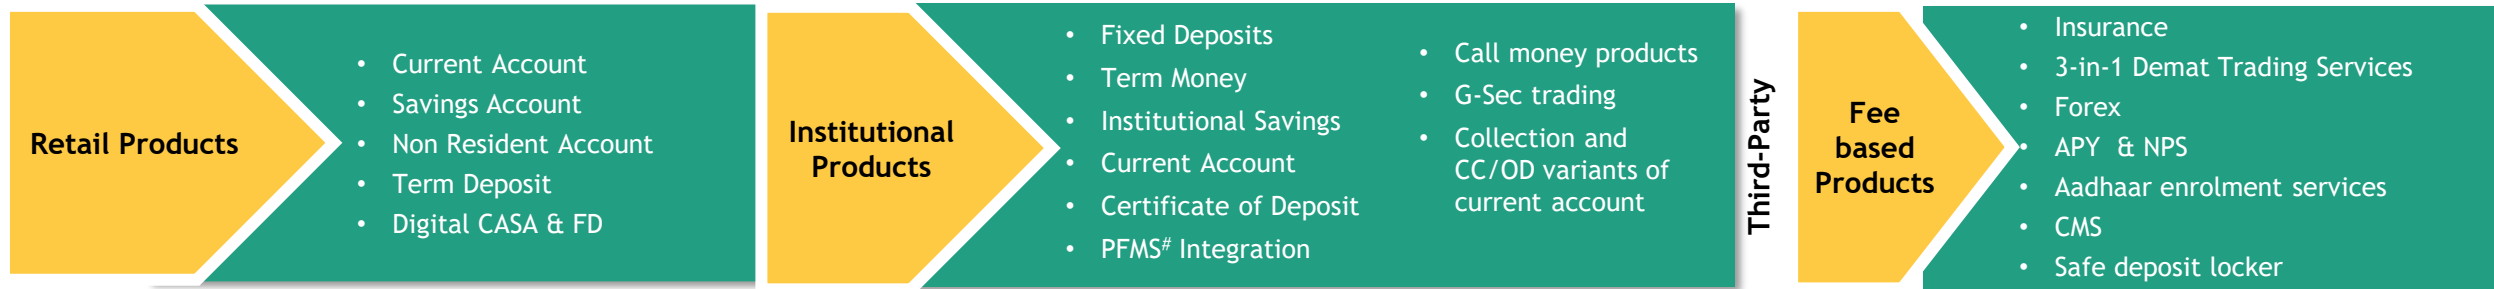 Retail Products
• Current Account
• Savings Account
• Non Resident Account
• Term Deposit
• Digital CASA & FD
Institutional
Products
• Fixed Deposits
• Term Money
• Institutional Savings
• Current Account
• Certificate of Deposit
• PFMS# Integration
• Call money products
• G-Sec trading
• Collection and
CC/OD variants of
current account
Third-Party
Fee
based
Products
• Insurance
• 3-in-1 Demat Trading Services
• Forex
• APY & NPS
• Aadhaar enrolment services
• CMS
• Safe deposit locker